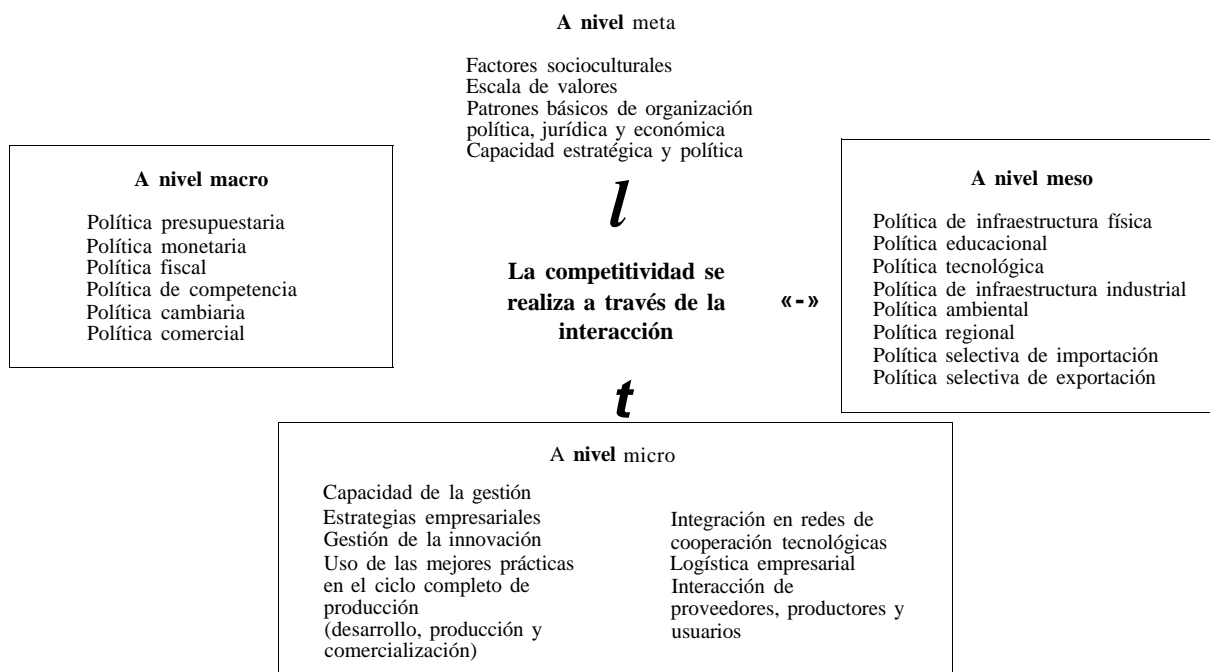 A nivel meta
Factores socioculturales
Escala de valores
Patrones básicos de organización
política, jurídica y económica
Capacidad estratégica y política
A nivel macro
Política presupuestaria
Política monetaria
Política fiscal
Política de competencia
Política cambiaria
Política comercial
l
La competitividad se
realiza a través de la
interacción
«-»
t
A nivel meso
Política de infraestructura física
Política educacional
Política tecnológica
Política de infraestructura industrial
Política ambiental
Política regional
Política selectiva de importación
Política selectiva de exportación
A nivel micro
Capacidad de la gestión
Estrategias empresariales
Gestión de la innovación
Uso de las mejores prácticas
en el ciclo completo de
producción
(desarrollo, producción y
comercialización)
Integración en redes de
cooperación tecnológicas
Logística empresarial
Interacción de
proveedores, productores y
usuarios